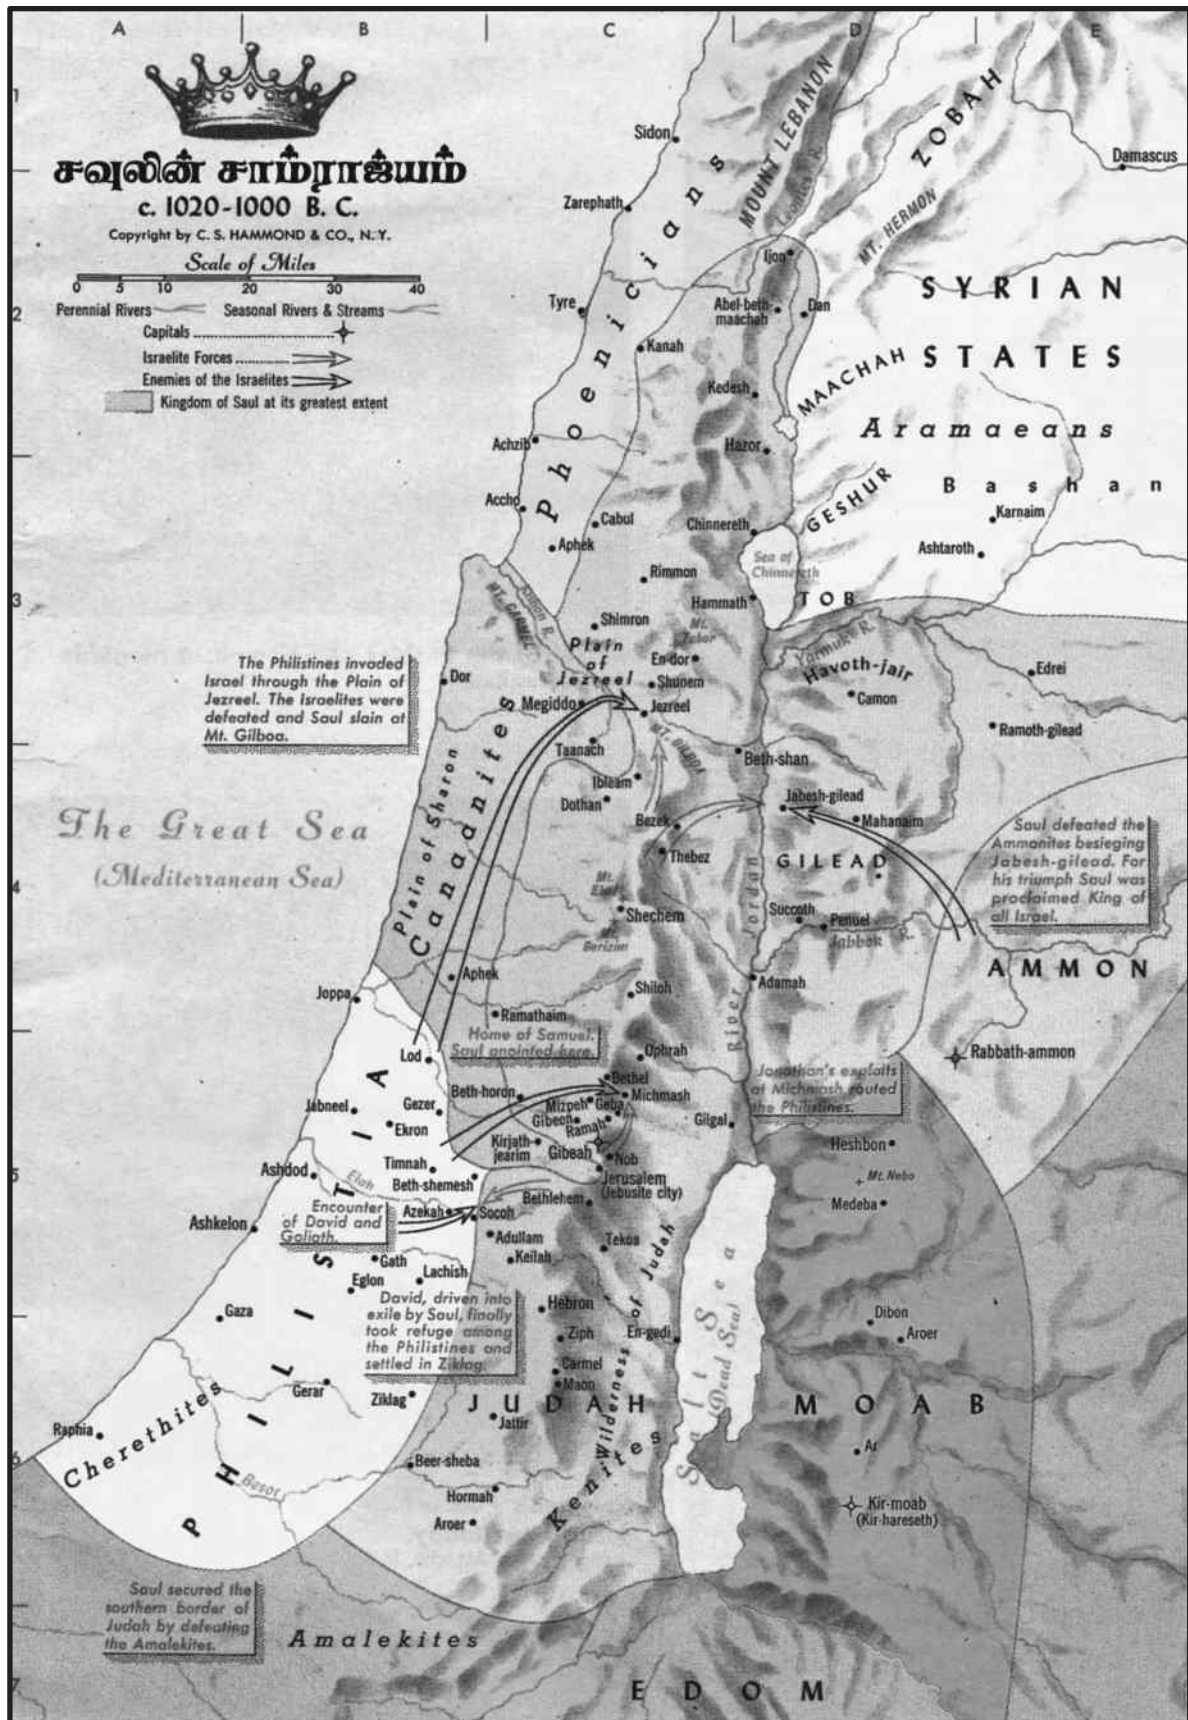 A B C D E
1
சவுலின் சாம்ராஜ்யம்
c. 1020-1000 B. C.
Copyright by C. S. HAMMOND & CO., N.Y.
Scale of Miles
0 5 10 20 30 40
Perennial Rivers Seasonal Rivers & Streams
Capitals
Israelite Forces
Enemies of the Israelites
Kingdom of Saul at its greatest extent
Sidon
MOUNT LEBANON
Leontes R.
ZOBAH
Damascus
Zarephath
MT. HERMON
Phoenicians
Ijon
SYRIAN
STATES
2
Tyre
Abel-beth-
maachah
Dan
Kanah
MAACHAH
Kedesh
Aramaeans
Achzib
Hazor
Bashan
GESHUR
Accho
Cabul
Chinnereth
Karnaim
Aphek
Ashtaroth
Sea of
Chinnereth
Rimmon
3
Hammath
TOB
MT. CARMEL
Kishon R.
Shimron
Mt.
Tabor
Yarmuk R.
Plain
of
Jezreel
En-dor
Havoth-jair
Edrei
The Philistines invaded
Israel through the Plain of
Jezreel. The Israelites were
defeated and Saul slain at
Mt. Gilboa.
Dor
Shunem
Camon
Megiddo
Jezreel
Ramoth-gilead
Taanach
MT. GILBOA
Beth-shan
Ibleam
Dothan
Jabesh-gilead
Mahanaim
The Great Sea
(Mediterranean Sea)
Plain of Sharon
Canaanites
Bezek
Saul defeated the
Ammonites besieging
Jabesh-gilead. For
his triumph Saul was
proclaimed King of
all Israel.
Thebez
GILEAD
4
Mt.
Ebal
Shechem
Mt.
Gerizim
River Jordan
Succoth
Penuel
Jabbok R.
AMMON
Aphek
Adamah
Joppa
Shiloh
Ramathaim
Home of Samuel.
Saul anointed here.
Lod
Ophrah
Rabbath-ammon
Bethel
Jonathan's exploits
at Michmash routed
the Philistines.
Beth-horon
Michmash
Mizpeh
Geba
Jabneel
Gezer
Gibeon
Ramah
Gilgal
Ekron
Kirjath-
jearim
Gibeah
Heshbon
Nob
Timnah
Ashdod
Elah
Beth-shemesh
Jerusalem
(Jebusite city)
Mt. Nebo
5
Bethlehem
Medeba
Azekah
Socoh
Encounter
of David and
Goliath.
Ashkelon
Adullam
Tekoa
Keilah
Gath
Lachish
Eglon
David, driven into
exile by Saul, finally
took refuge among
the Philistines and
settled in Ziklag.
Gaza
Hebron
Dibon
Ziph
En-gedi
Aroer
Salt Sea
(Dead Sea)
Wilderness of Judah
Carmel
Maon
Gerar
Ziklag
JUDAH
MOAB
Jattir
Raphia
Cherethites
PHILISTIA
6
Beer-sheba
Ar
Besor
Kenites
Hormah
Kir-moab
(Kir-hareseth)
Aroer
Saul secured the
southern border of
Judah by defeating
the Amalekites.
Amalekites
EDOM
7